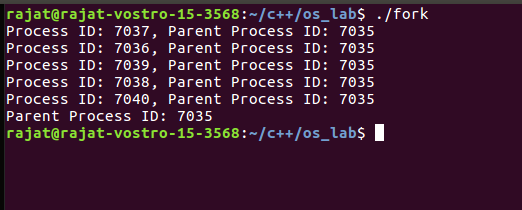 rajat@rajat-vostro-15-3568:~/c++/os_lab$ ./fork
Process ID: 7037, Parent Process ID: 7035
Process ID: 7036, Parent Process ID: 7035
Process ID: 7039, Parent Process ID: 7035
Process ID: 7038, Parent Process ID: 7035
Process ID: 7040, Parent Process ID: 7035
Parent Process ID: 7035
rajat@rajat-vostro-15-3568:~/c++/os_lab$